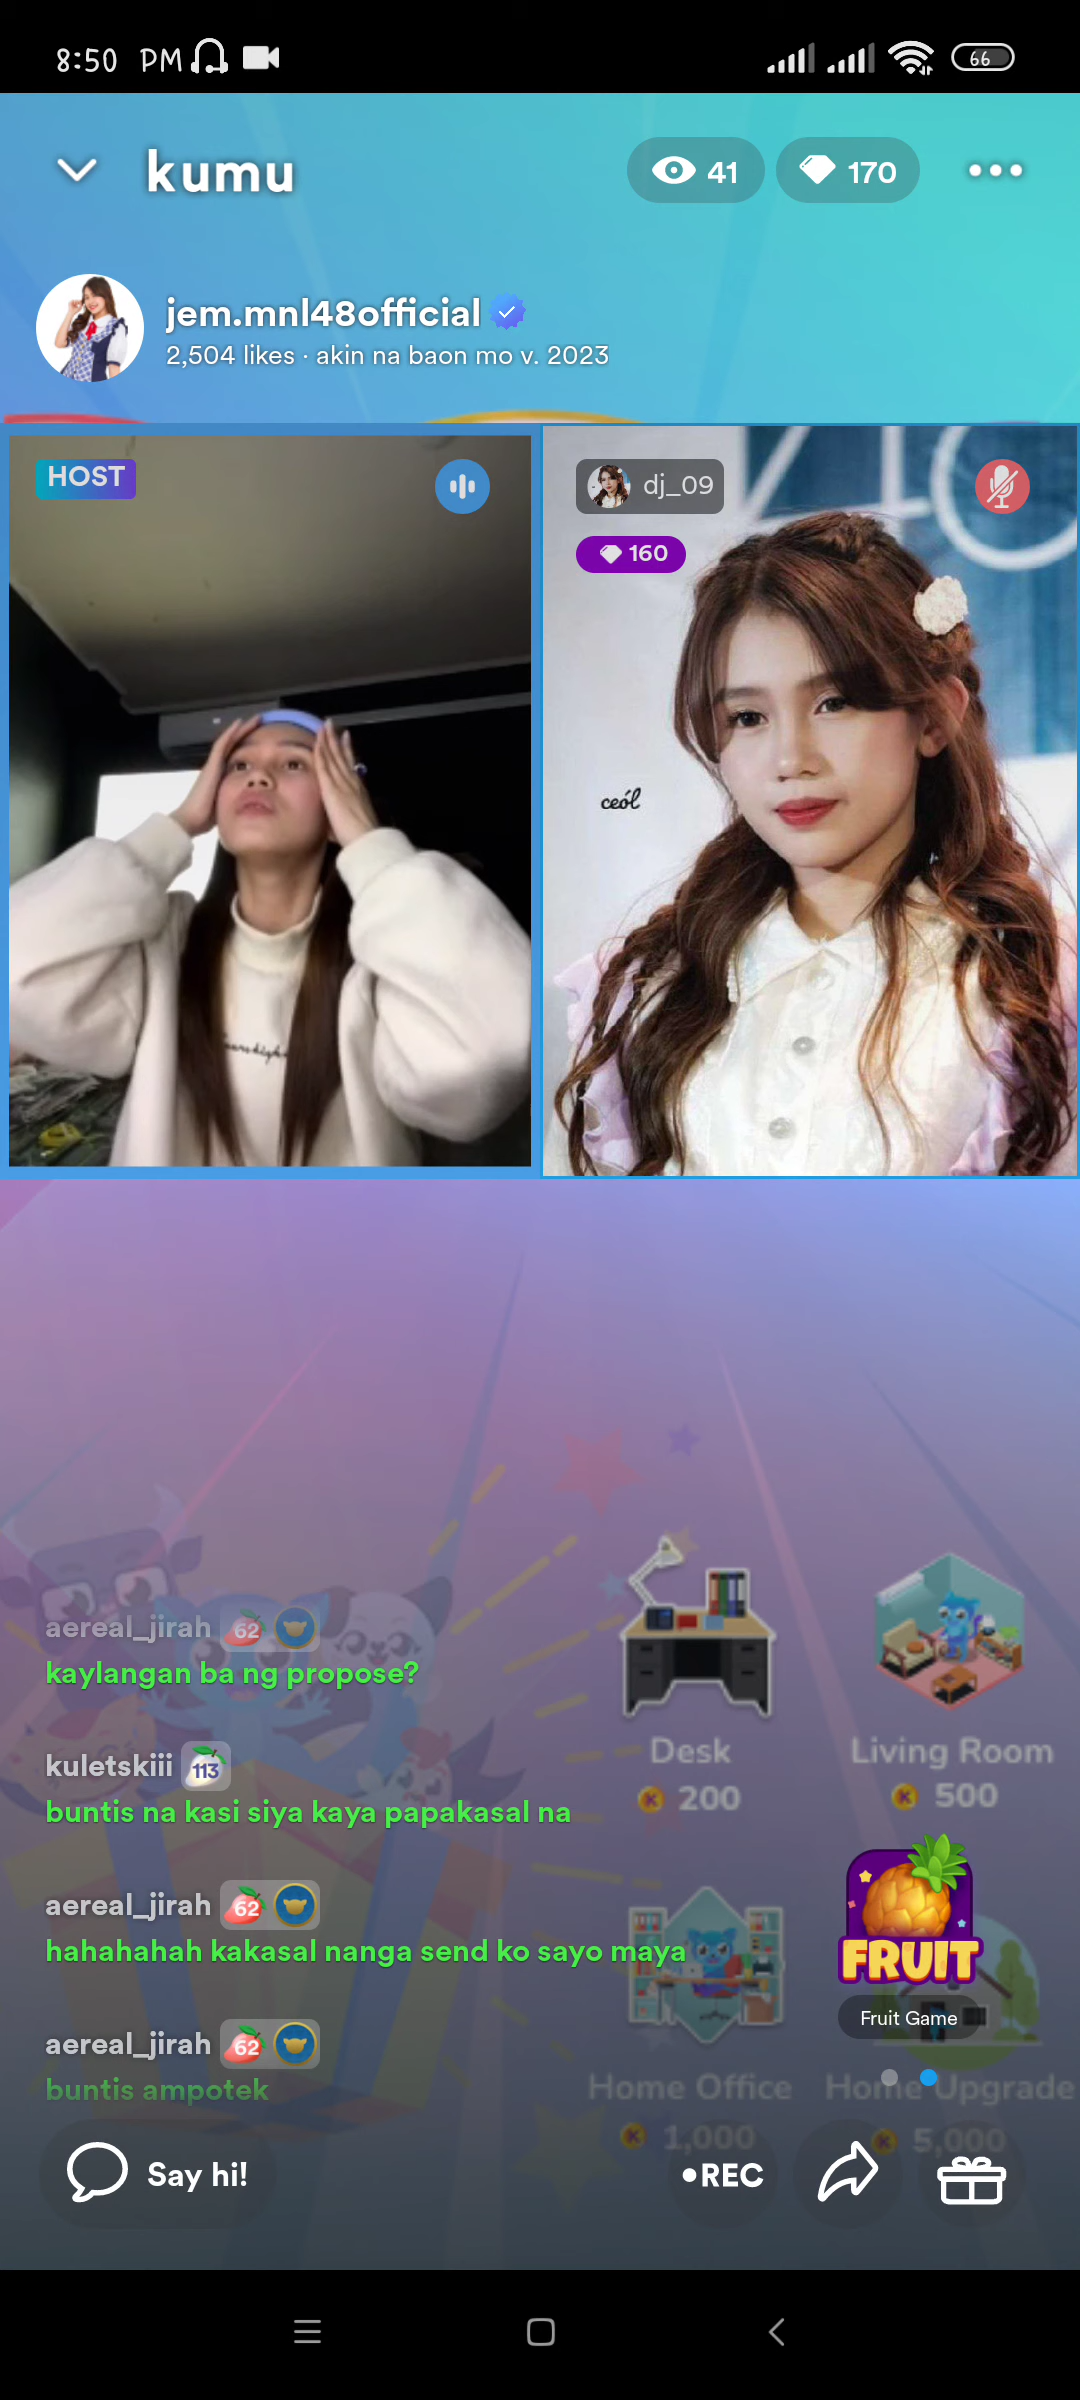 8:50 PM
66
kumu
41
170
jem.mnl48official
2,504 likes · akin na baon mo v. 2023
HOST
dj_09
160
ceól
aereal_jirah 62
kaylangan ba ng propose?
kuletskiii 113
buntis na kasi siya kaya papakasal na
aereal_jirah 62
hahahahah kakasal nanga send ko sayo maya
aereal_jirah 62
buntis ampotek
Desk
200
Living Room
500
FRUIT
Fruit Game
Home Office
1,000
Home Upgrade
5,000
Say hi!
•REC